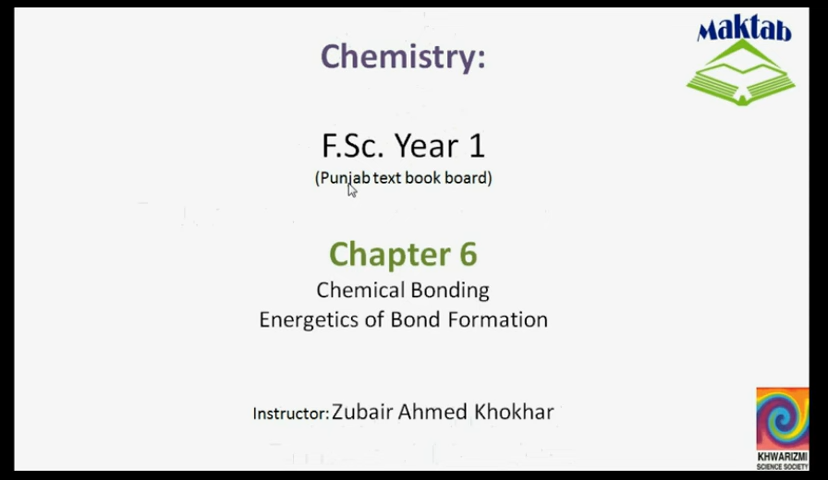 Maktab
Chemistry:
F.Sc. Year 1
(Punjab text book board)
Chapter 6
Chemical Bonding
Energetics of Bond Formation
Instructor: Zubair Ahmed Khokhar
KHWARIZMI
SCIENCE SOCIETY